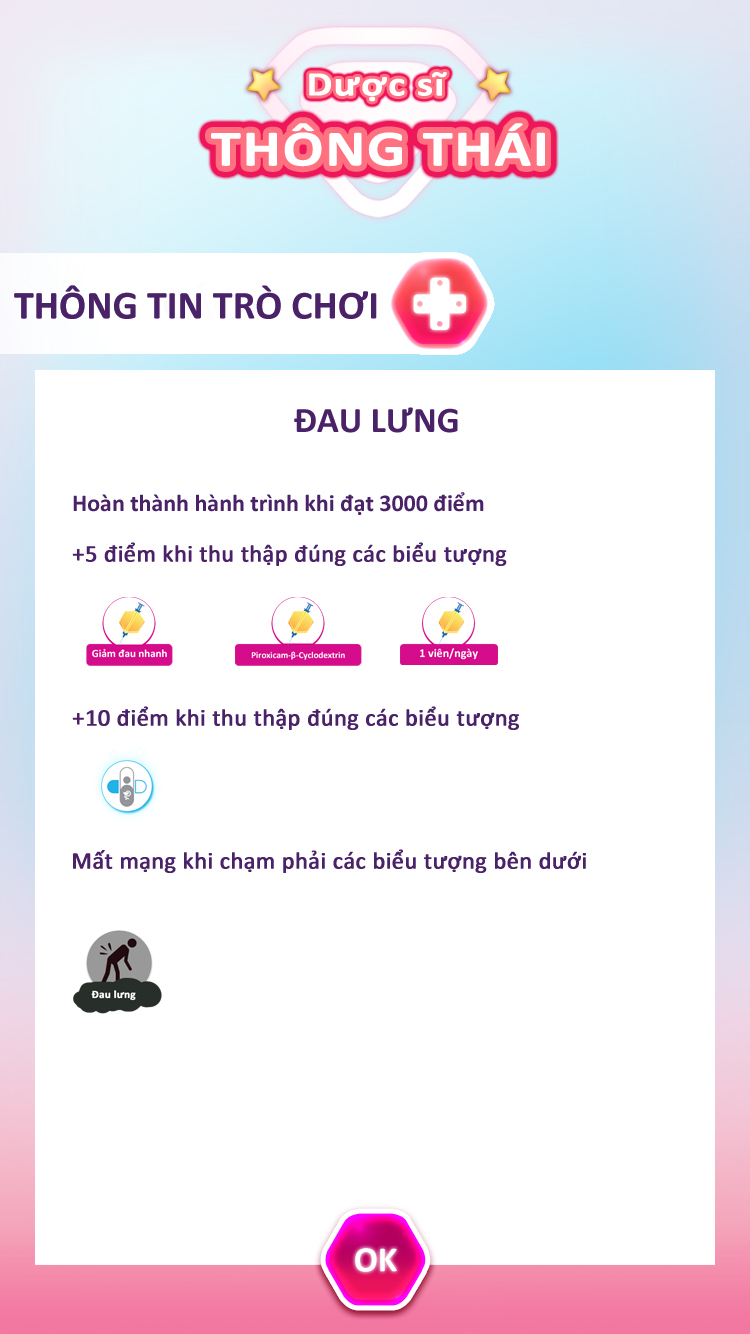 Dược sĩ
THÔNG THÁI
THÔNG TIN TRÒ CHƠI
ĐAU LƯNG
Hoàn thành hành trình khi đạt 3000 điểm
+5 điểm khi thu thập đúng các biểu tượng
Giảm đau nhanh
Piroxicam-β-Cyclodextrin
1 viên/ngày
+10 điểm khi thu thập đúng các biểu tượng
Mất mạng khi chạm phải các biểu tượng bên dưới
Đau lưng
OK